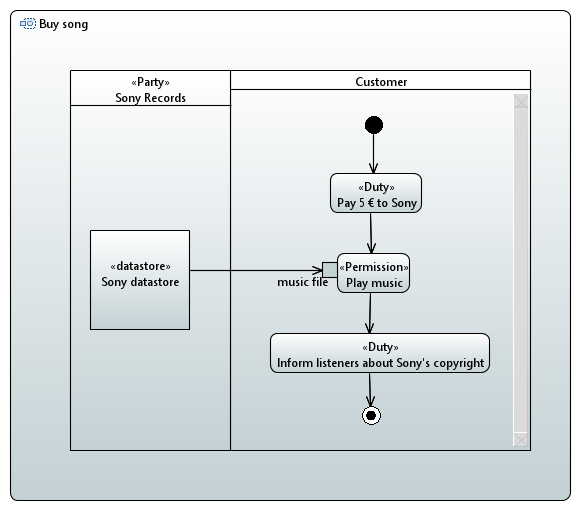 Buy song
«Party»
Sony Records
Customer
«Duty»
Pay 5 € to Sony
«datastore»
Sony datastore
music file
«Permission»
Play music
«Duty»
Inform listeners about Sony's copyright